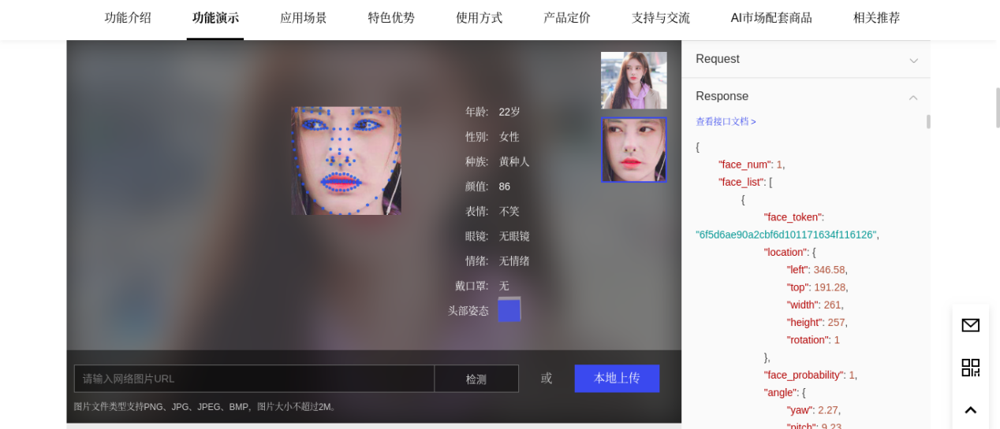 功能介绍 功能演示 应用场景 特色优势 使用方式 产品定价 支持与交流 AI市场配套商品 相关推荐
年龄: 22岁
性别: 女性
种族: 黄种人
颜值: 86
表情: 不笑
眼镜: 无眼镜
情绪: 无情绪
戴口罩: 无
头部姿态
请输入网络图片URL 检测 或 本地上传
图片文件类型支持PNG、JPG、JPEG、BMP，图片大小不超过2M。
Request
Response
查看接口文档 >
{
"face_num": 1,
"face_list": [
{
"face_token":
"6f5d6ae90a2cbf6d101171634f116126",
"location": {
"left": 346.58,
"top": 191.28,
"width": 261,
"height": 257,
"rotation": 1
},
"face_probability": 1,
"angle": {
"yaw": 2.27,
"pitch": 9.23,